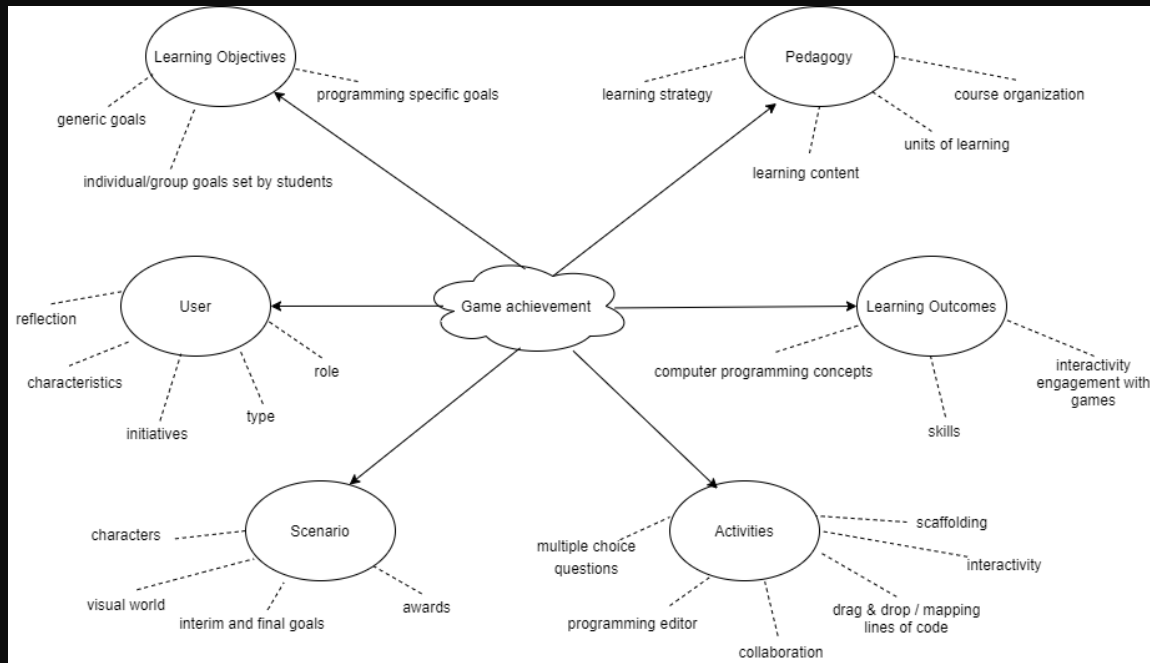 Learning Objectives
programming specific goals
generic goals
individual/group goals set by students
Pedagogy
learning strategy
course organization
units of learning
learning content
Game achievement
User
reflection
characteristics
initiatives
type
role
Learning Outcomes
computer programming concepts
skills
interactivity
engagement with
games
Scenario
characters
visual world
interim and final goals
awards
Activities
multiple choice
questions
programming editor
collaboration
drag & drop / mapping
lines of code
interactivity
scaffolding